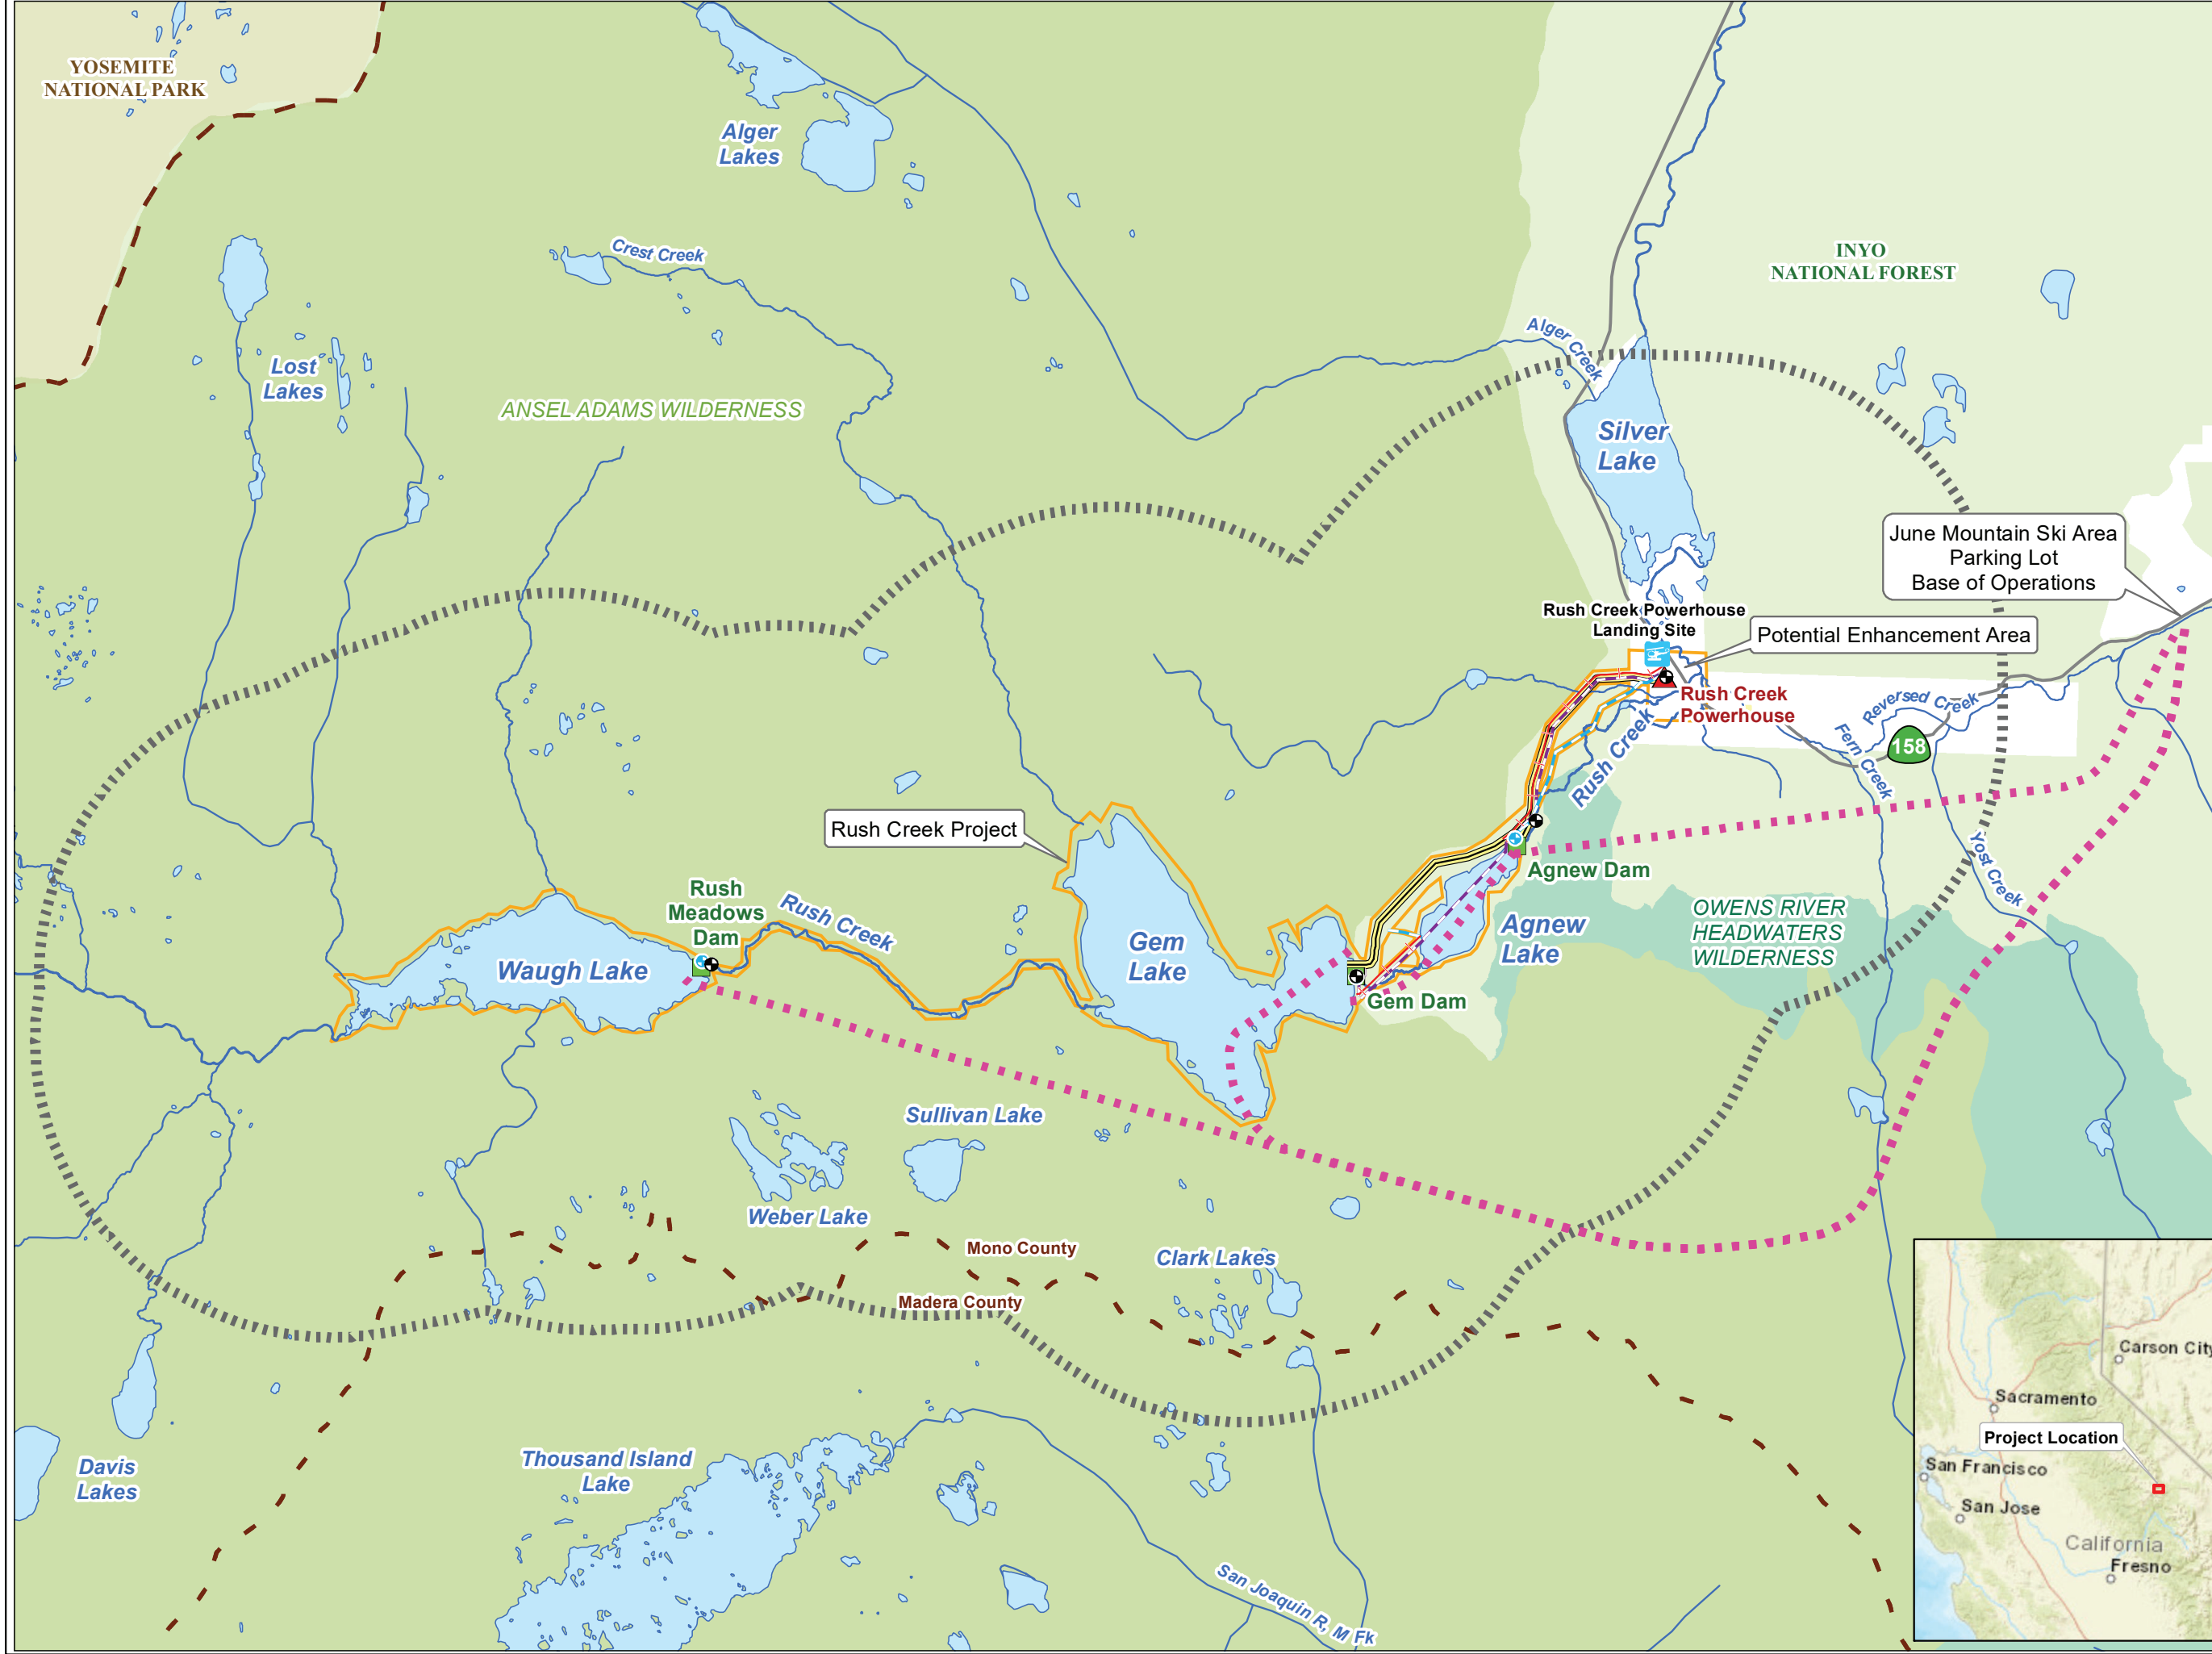 YOSEMITE
NATIONAL PARK
Alger
Lakes
Crest Creek
INYO
NATIONAL FOREST
Alger Creek
Lost
Lakes
ANSEL ADAMS WILDERNESS
Silver
Lake
June Mountain Ski Area
Parking Lot
Base of Operations
Rush Creek Powerhouse
Landing Site
Potential Enhancement Area
Rush Creek
Powerhouse
Reversed Creek
158
Fern Creek
Rush Creek
Rush Creek Project
Agnew Dam
Yost Creek
Rush
Meadows
Dam
Rush Creek
OWENS RIVER
HEADWATERS
WILDERNESS
Agnew
Lake
Gem
Lake
Waugh Lake
Gem Dam
Sullivan Lake
Weber Lake
Mono County
Clark Lakes
Madera County
Carson City
Sacramento
Project Location
San Francisco
San Jose
California
Fresno
Thousand Island
Lake
Davis
Lakes
San Joaquin R, M Fk